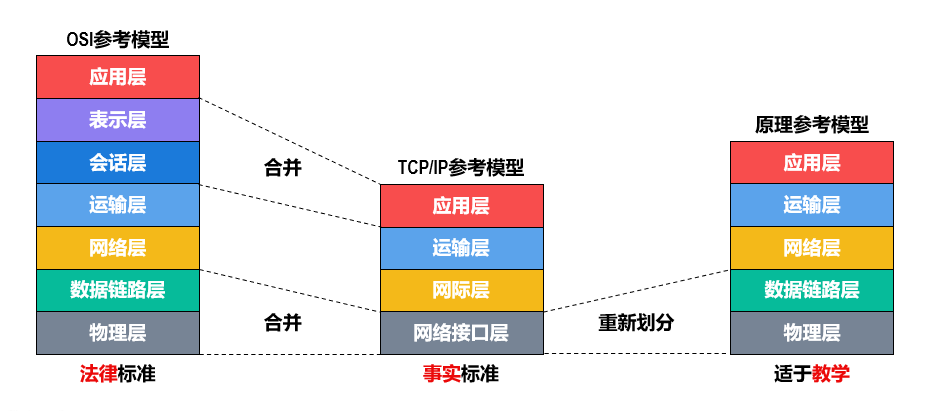 OSI参考模型
应用层
表示层
会话层
运输层
网络层
数据链路层
物理层
法律标准
合并
合并
TCP/IP参考模型
应用层
运输层
网际层
网络接口层
事实标准
重新划分
原理参考模型
应用层
运输层
网络层
数据链路层
物理层
适于教学